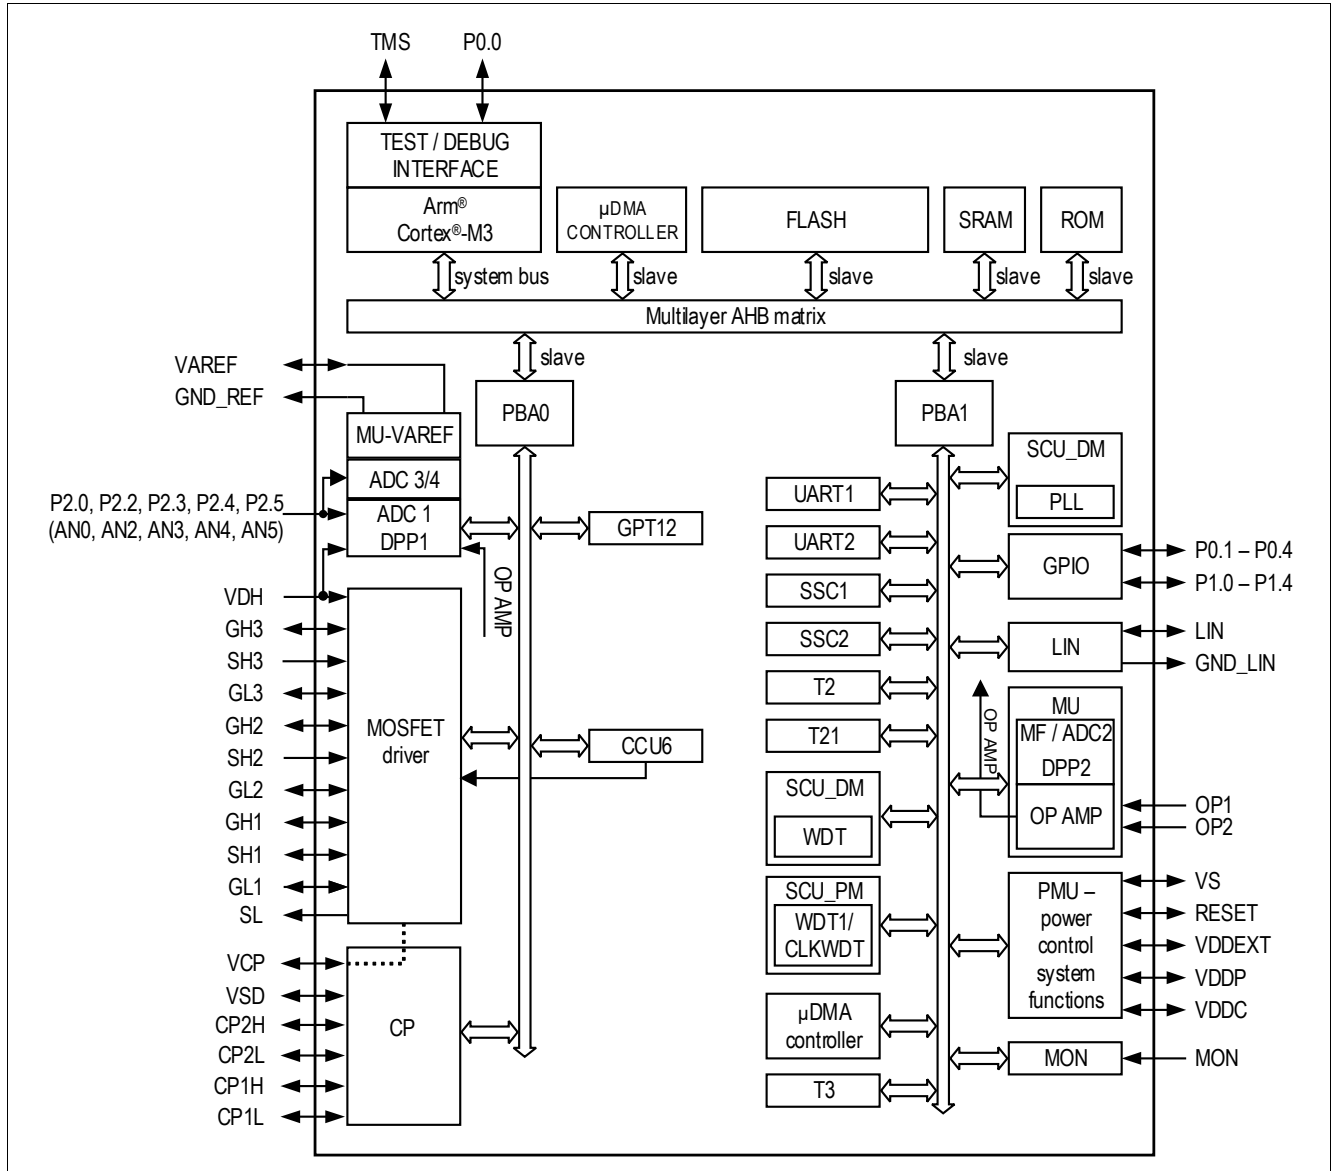 TMS
P0.0
TEST / DEBUG
INTERFACE
Arm®
Cortex®-M3
µDMA
CONTROLLER
FLASH
SRAM
ROM
system bus
slave
slave
slave
slave
Multilayer AHB matrix
slave
slave
VAREF
GND_REF
PBA0
PBA1
MU-VAREF
ADC 3/4
P2.0, P2.2, P2.3, P2.4, P2.5
(AN0, AN2, AN3, AN4, AN5)
ADC 1
DPP1
GPT12
OP AMP
VDH
GH3
SH3
GL3
GH2
SH2
GL2
GH1
SH1
GL1
SL
MOSFET
driver
CCU6
VCP
VSD
CP2H
CP2L
CP1H
CP1L
CP
UART1
UART2
SSC1
SSC2
T2
T21
SCU_DM
WDT
SCU_PM
WDT1/
CLKWDT
µDMA
controller
T3
SCU_DM
PLL
GPIO
P0.1 – P0.4
P1.0 – P1.4
LIN
LIN
GND_LIN
OP AMP
MU
MF / ADC2
DPP2
OP AMP
OP1
OP2
PMU –
power
control
system
functions
VS
RESET
VDDEXT
VDDP
VDDC
MON
MON